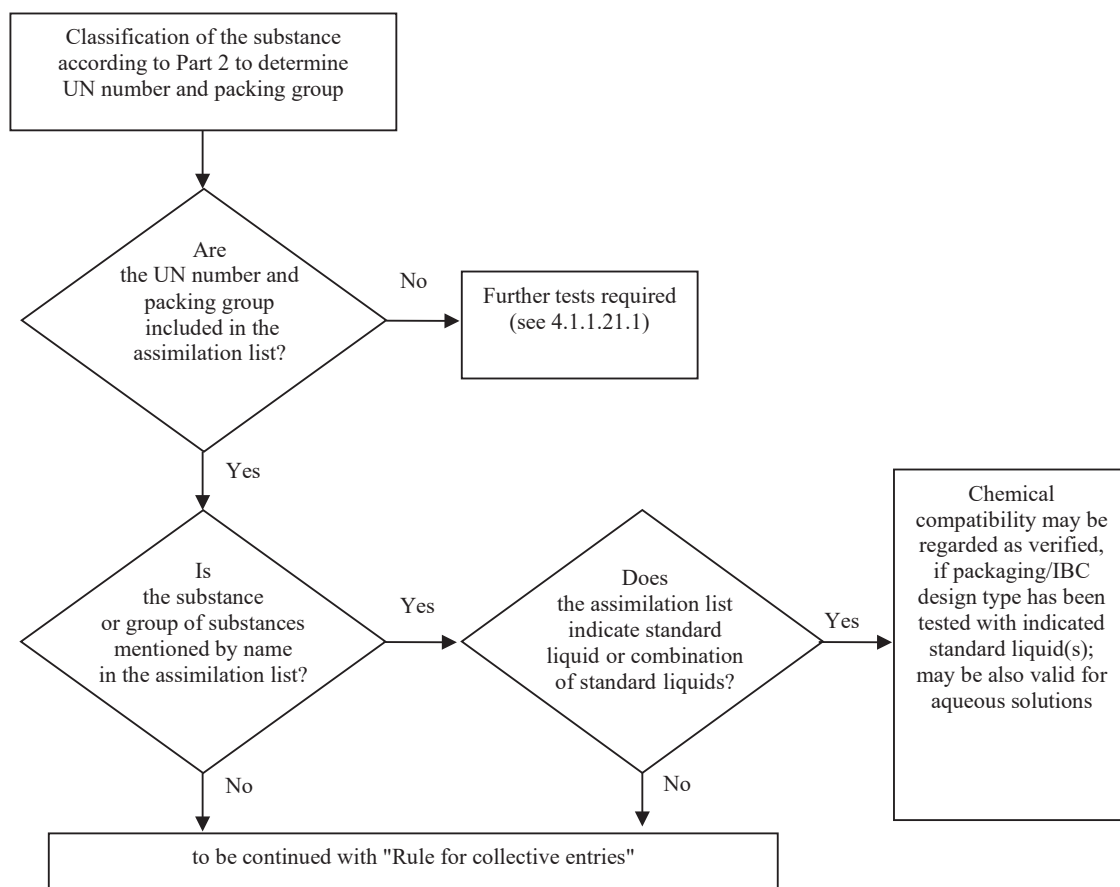 Classification of the substance
according to Part 2 to determine
UN number and packing group
Are
the UN number and
packing group
included in the
assimilation list?
No
Further tests required
(see 4.1.1.21.1)
Yes
Is
the substance
or group of substances
mentioned by name
in the assimilation list?
Yes
Does
the assimilation list
indicate standard
liquid or combination
of standard liquids?
Yes
Chemical
compatibility may be
regarded as verified,
if packaging/IBC
design type has been
tested with indicated
standard liquid(s);
may be also valid for
aqueous solutions
No
No
to be continued with "Rule for collective entries"